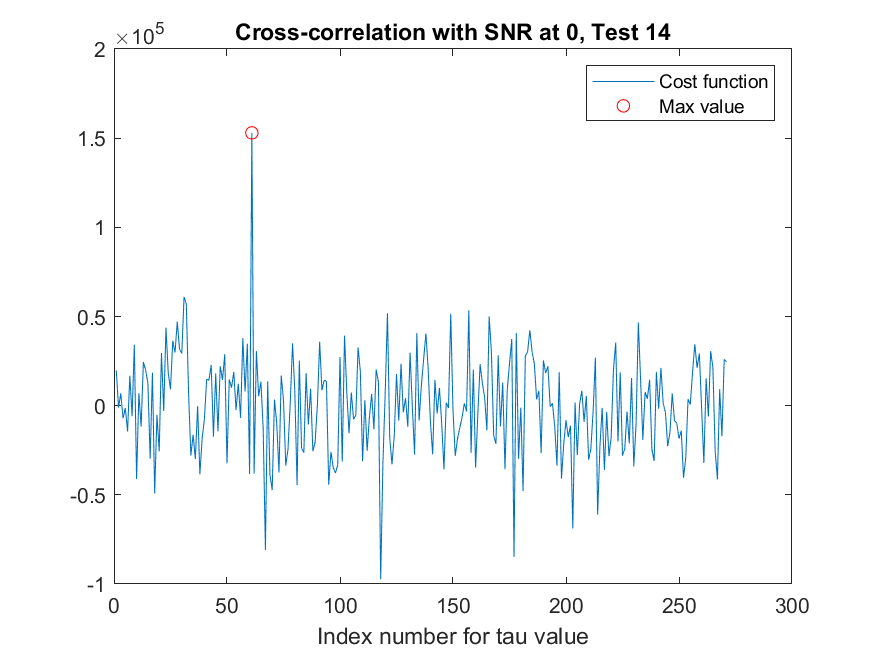 Cross-correlation with SNR at 0, Test 14
×10^5
2
1.5
1
0.5
0
-0.5
-1
0 50 100 150 200 250 300
Index number for tau value
Cost function
Max value